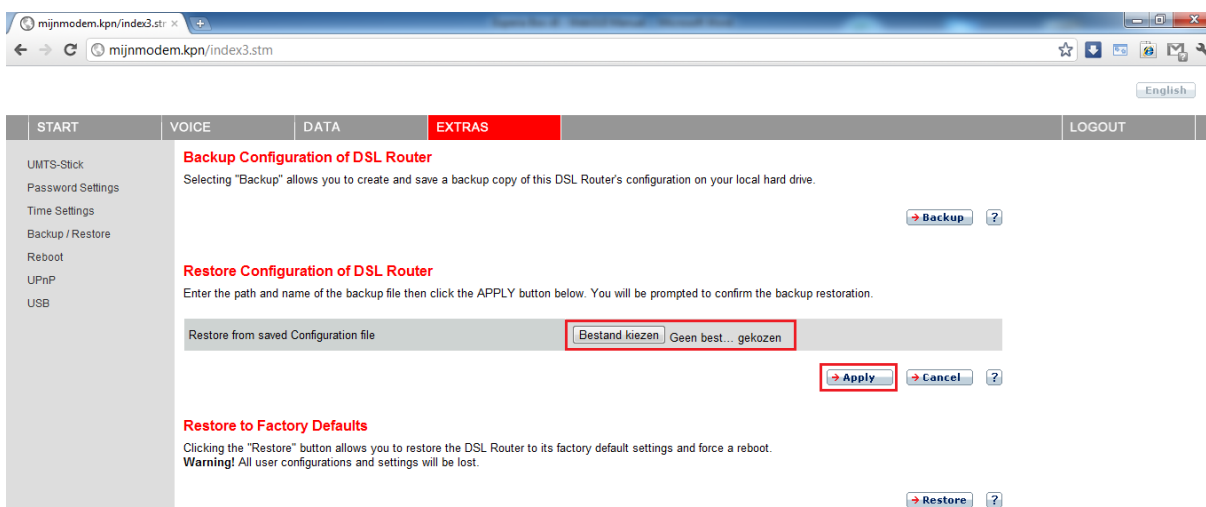 mijnmodem.kpn/index3.str
mijnmodem.kpn/index3.stm
English
START VOICE DATA EXTRAS LOGOUT
UMTS-Stick
Password Settings
Time Settings
Backup / Restore
Reboot
UPnP
USB
Backup Configuration of DSL Router
Selecting "Backup" allows you to create and save a backup copy of this DSL Router's configuration on your local hard drive.
Backup ?
Restore Configuration of DSL Router
Enter the path and name of the backup file then click the APPLY button below. You will be prompted to confirm the backup restoration.
Restore from saved Configuration file Bestand kiezen Geen best... gekozen
Apply Cancel ?
Restore to Factory Defaults
Clicking the "Restore" button allows you to restore the DSL Router to its factory default settings and force a reboot.
Warning! All user configurations and settings will be lost.
Restore ?